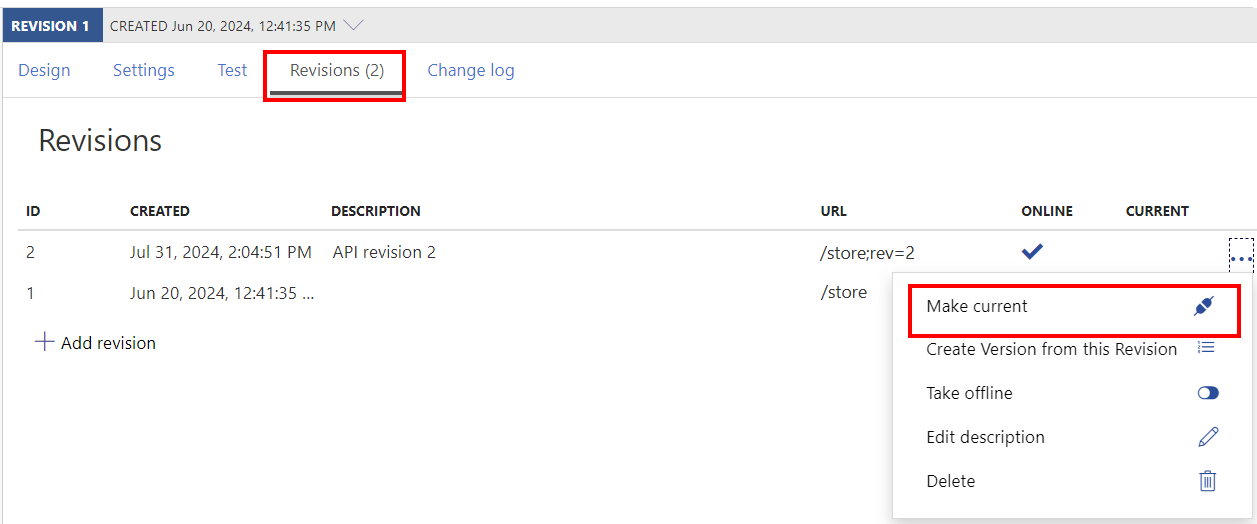 REVISION 1 CREATED Jun 20, 2024, 12:41:35 PM
Design Settings Test Revisions (2) Change log
Revisions
ID CREATED DESCRIPTION URL ONLINE CURRENT
2 Jul 31, 2024, 2:04:51 PM API revision 2 /store;rev=2 ...
1 Jun 20, 2024, 12:41:35 ... /store
Add revision
Make current
Create Version from this Revision
Take offline
Edit description
Delete